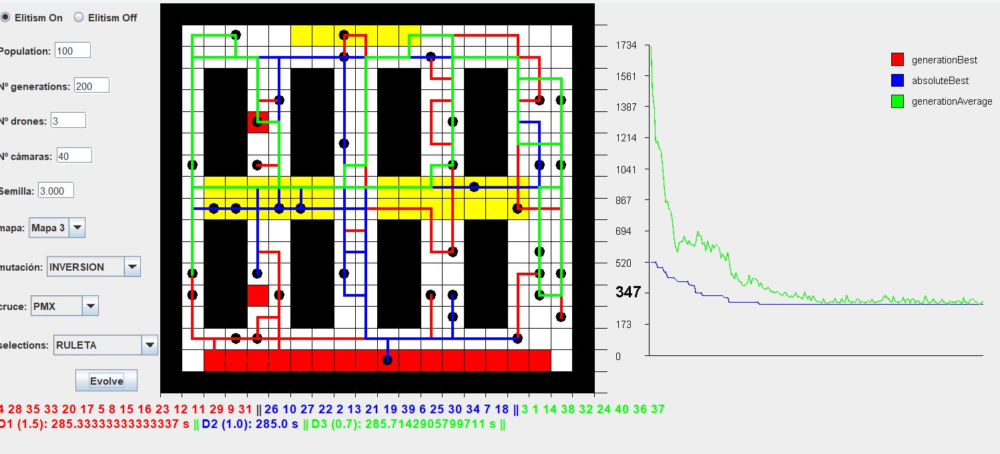 Elitism On Elitism Off
Population: 100
Nº generations: 200
Nº drones: 3
Nº cámaras: 40
Semilla: 3.000
mapa: Mapa 3
mutación: INVERSION
cruce: PMX
selections: RULETA
Evolve
1734
1561
1387
1214
1041
867
694
520
347
173
0
generationBest
absoluteBest
generationAverage
4 28 35 33 20 17 5 8 15 16 23 12 11 29 9 31 || 26 10 27 22 2 13 21 19 39 6 25 30 34 7 18 || 3 1 14 38 32 24 40 36 37
D1 (1.5): 285.33333333333337 s || D2 (1.0): 285.0 s || D3 (0.7): 285.7142905799711 s ||